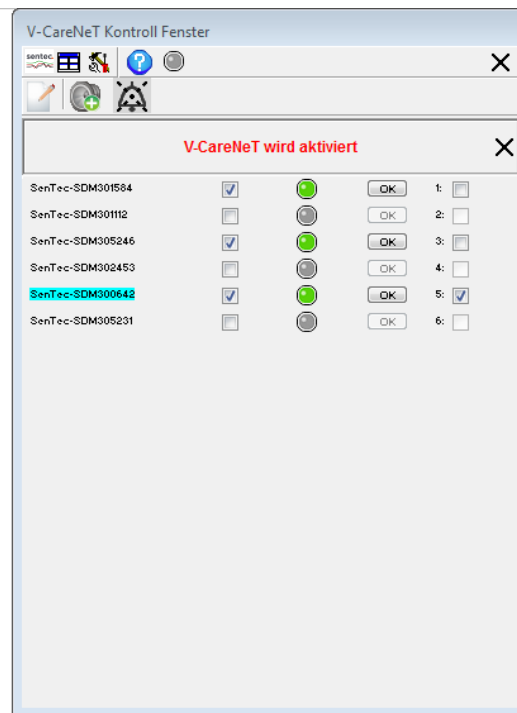 V-CareNeT Kontroll Fenster
sentec
V-CareNeT wird aktiviert
SenTec-SDM301584 OK 1:
SenTec-SDM301112 OK 2:
SenTec-SDM305246 OK 3:
SenTec-SDM302453 OK 4:
SenTec-SDM300642 OK 5:
SenTec-SDM305231 OK 6: